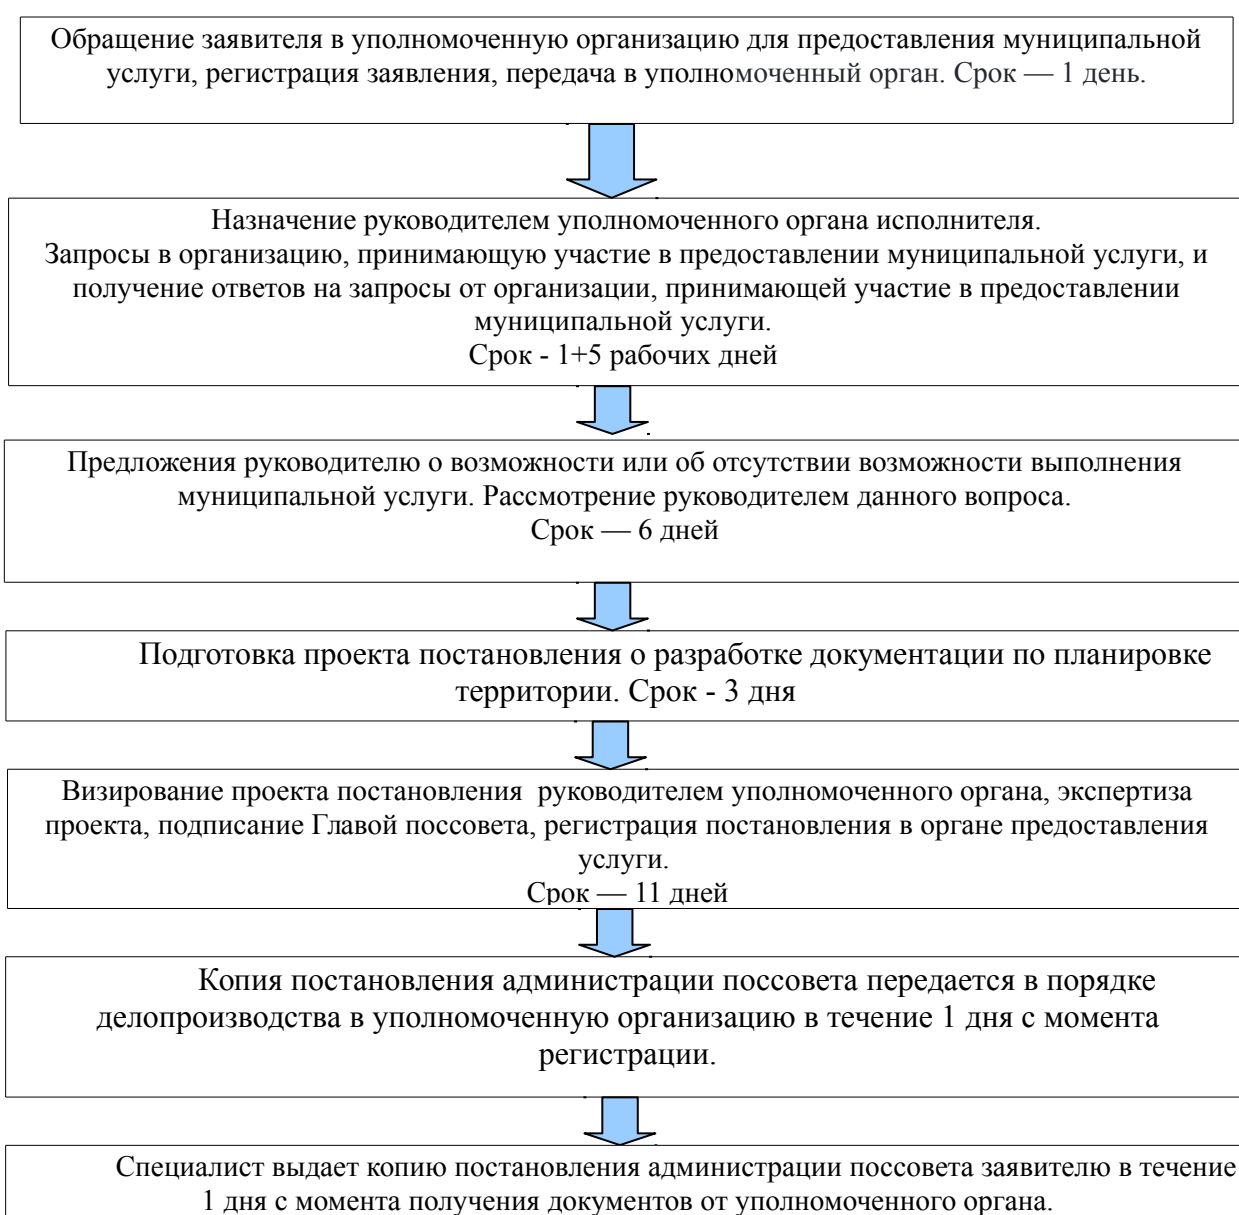 Обращение заявителя в уполномоченную организацию для предоставления муниципальной
услуги, регистрация заявления, передача в уполномоченный орган. Срок — 1 день.
Назначение руководителем уполномоченного органа исполнителя.
Запросы в организацию, принимающую участие в предоставлении муниципальной услуги, и
получение ответов на запросы от организации, принимающей участие в предоставлении
муниципальной услуги.
Срок - 1+5 рабочих дней
Предложения руководителю о возможности или об отсутствии возможности выполнения
муниципальной услуги. Рассмотрение руководителем данного вопроса.
Срок — 6 дней
Подготовка проекта постановления о разработке документации по планировке
территории. Срок - 3 дня
Визирование проекта постановления  руководителем уполномоченного органа, экспертиза
проекта, подписание Главой поссовета, регистрация постановления в органе предоставления
услуги.
Срок — 11 дней
Копия постановления администрации поссовета передается в порядке
делопроизводства в уполномоченную организацию в течение 1 дня с момента
регистрации.
Специалист выдает копию постановления администрации поссовета заявителю в течение
1 дня с момента получения документов от уполномоченного органа.